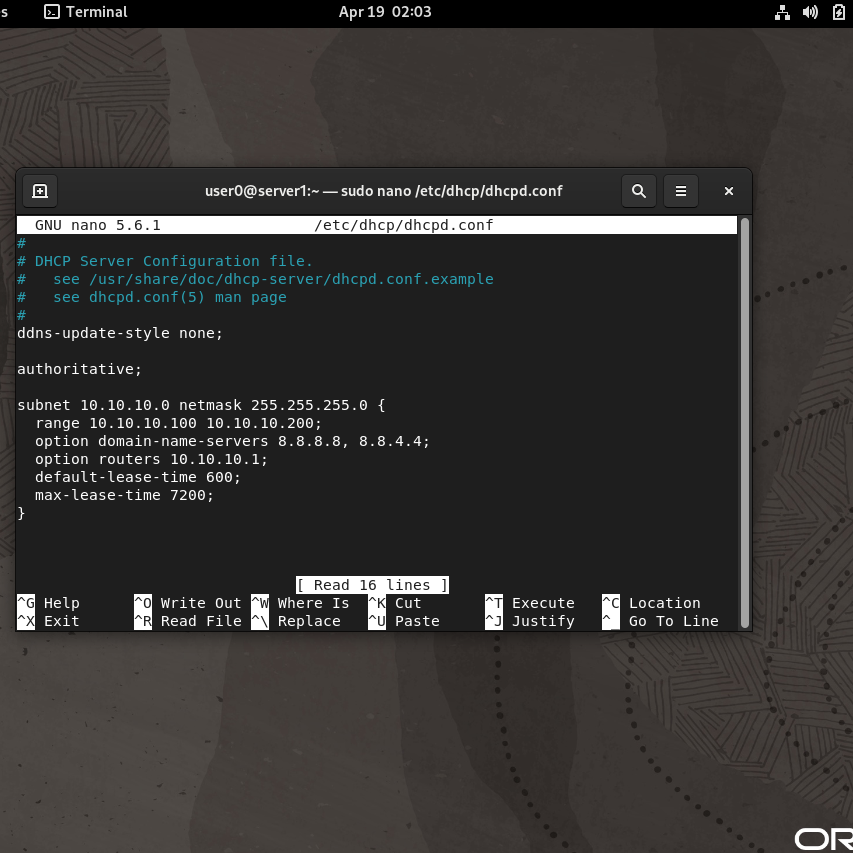 s Terminal Apr 19 02:03
user0@server1:~ — sudo nano /etc/dhcp/dhcpd.conf
GNU nano 5.6.1 /etc/dhcp/dhcpd.conf
#
# DHCP Server Configuration file.
#   see /usr/share/doc/dhcp-server/dhcpd.conf.example
#   see dhcpd.conf(5) man page
#
ddns-update-style none;
authoritative;
subnet 10.10.10.0 netmask 255.255.255.0 {
  range 10.10.10.100 10.10.10.200;
  option domain-name-servers 8.8.8.8, 8.8.4.4;
  option routers 10.10.10.1;
  default-lease-time 600;
  max-lease-time 7200;
}
[ Read 16 lines ]
^G Help ^O Write Out ^W Where Is ^K Cut ^T Execute ^C Location
^X Exit ^R Read File ^\ Replace ^U Paste ^J Justify ^_ Go To Line
OR